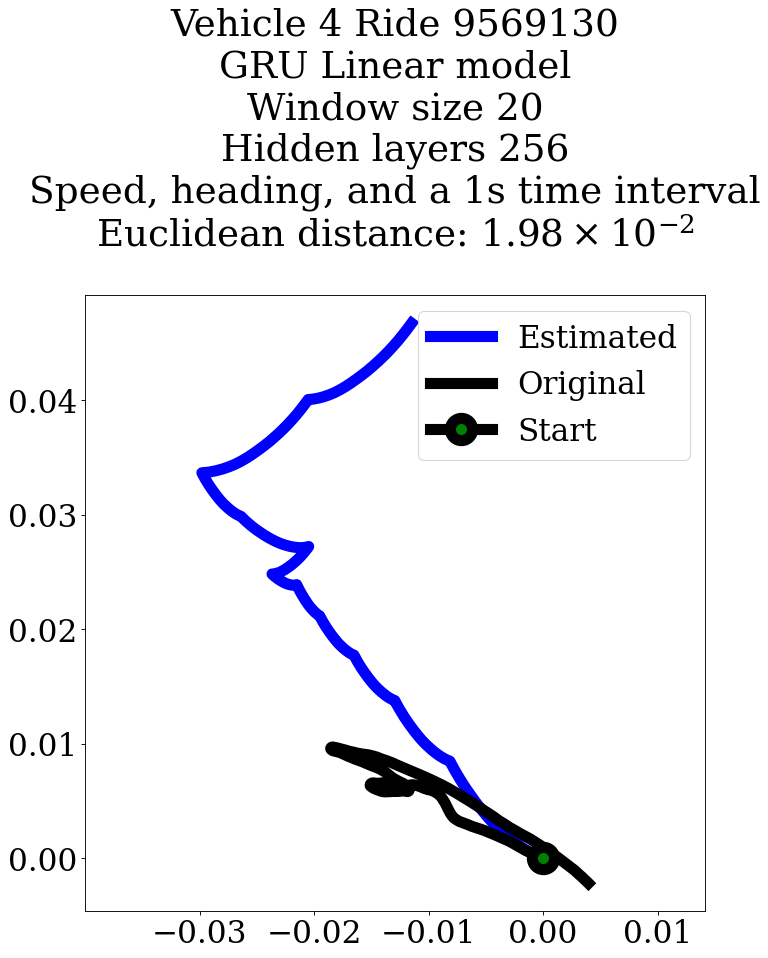 Vehicle 4 Ride 9569130
GRU Linear model
Window size 20
Hidden layers 256
Speed, heading, and a 1s time interval
Euclidean distance: 1.98 × 10⁻²
Estimated
Original
Start
0.04
0.03
0.02
0.01
0.00
−0.03 −0.02 −0.01 0.00 0.01